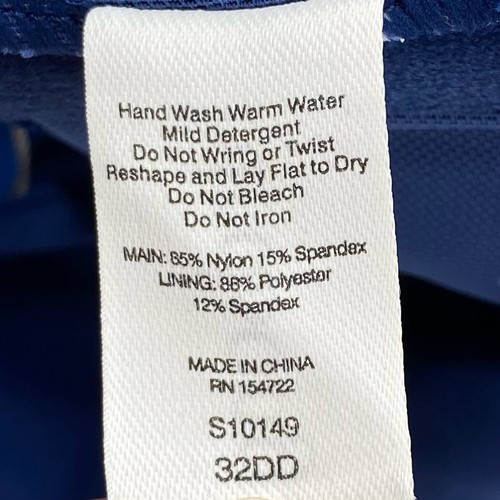 Hand Wash Warm Water
Mild Detergent
Do Not Wring or Twist
Reshape and Lay Flat to Dry
Do Not Bleach
Do Not Iron
MAIN: 85% Nylon 15% Spandex
LINING: 88% Polyester
12% Spandex
MADE IN CHINA
RN 154722
S10149
32DD